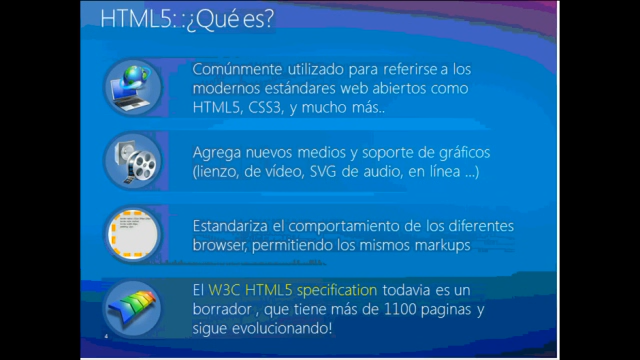 HTML5: :¿Qué es?
Comúnmente utilizado para referirse a los
modernos estándares web abiertos como
HTML5, CSS3, y mucho más..
Agrega nuevos medios y soporte de gráficos
(lienzo, de vídeo, SVG de audio, en línea ...)
Estandariza el comportamiento de los diferentes
browser, permitiendo los mismos markups
El W3C HTML5 specification todavia es un
borrador , que tiene más de 1100 paginas y
sigue evolucionando!
4